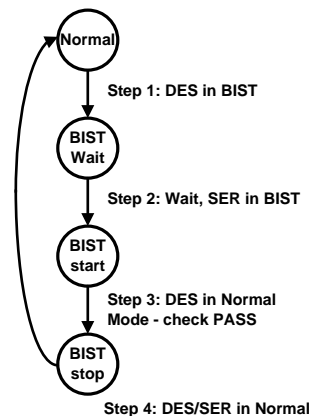 Normal
Step 1: DES in BIST
BIST
Wait
Step 2: Wait, SER in BIST
BIST
start
Step 3: DES in Normal
Mode - check PASS
BIST
stop
Step 4: DES/SER in Normal